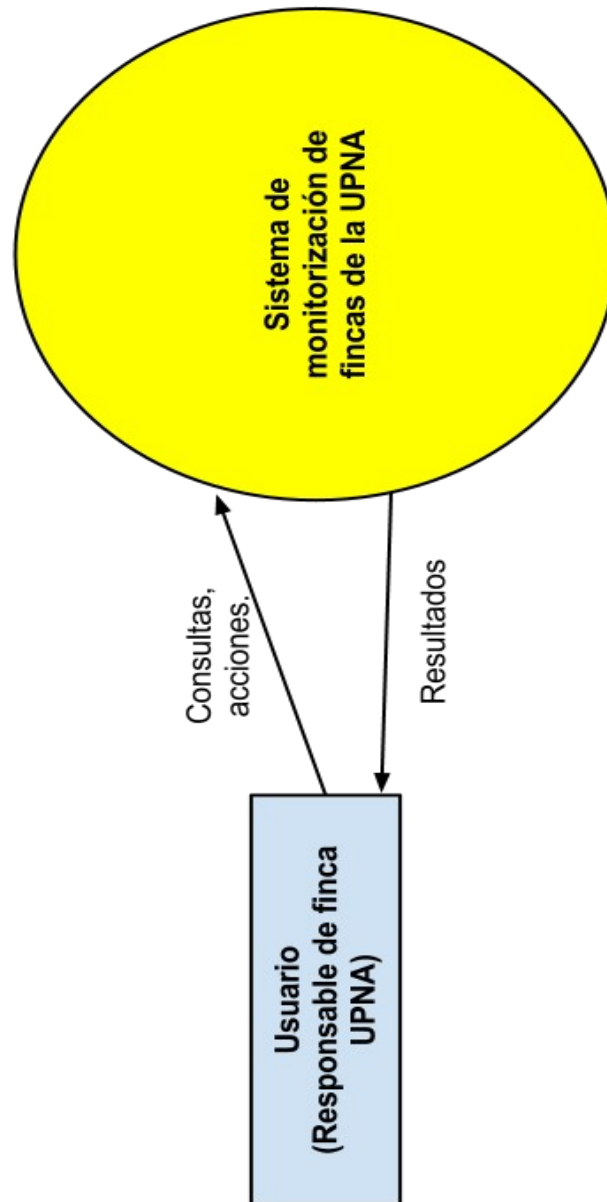 Usuario
(Responsable de finca
UPNA)
Consultas,
acciones.
Resultados
Sistema de
monitorización de
fincas de la UPNA